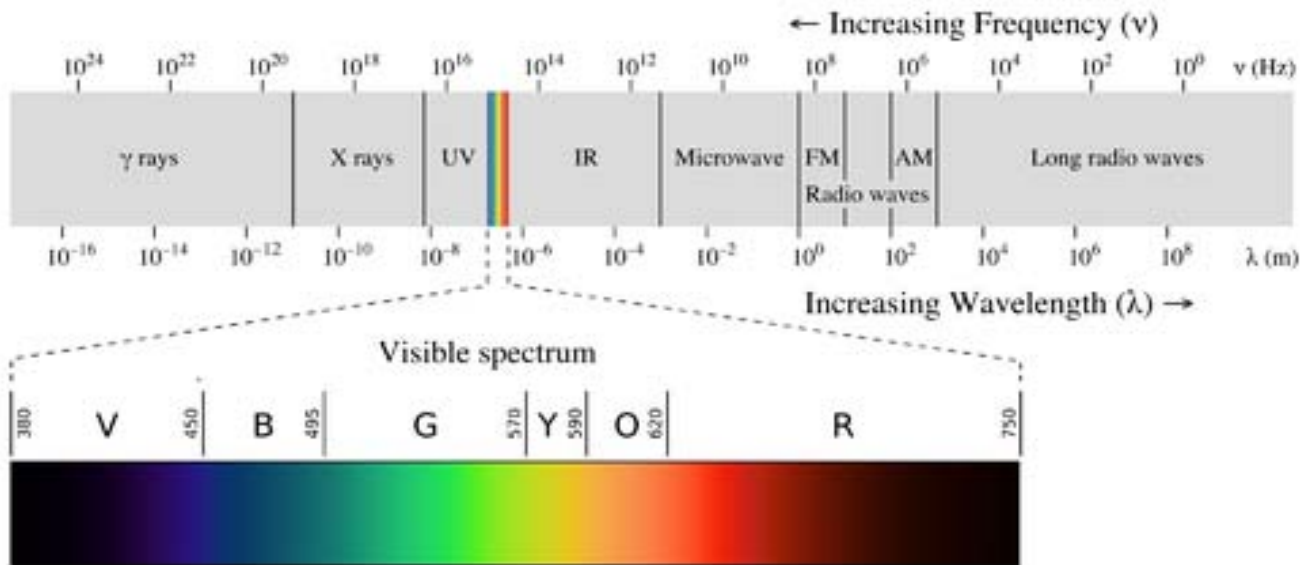 ← Increasing Frequency (ν)
10²⁴ 10²² 10²⁰ 10¹⁸ 10¹⁶ 10¹⁴ 10¹² 10¹⁰ 10⁸ 10⁶ 10⁴ 10² 10⁰ ν (Hz)
γ rays X rays UV IR Microwave FM AM Long radio waves
Radio waves
10⁻¹⁶ 10⁻¹⁴ 10⁻¹² 10⁻¹⁰ 10⁻⁸ 10⁻⁶ 10⁻⁴ 10⁻² 10⁰ 10² 10⁴ 10⁶ 10⁸ λ (m)
Increasing Wavelength (λ) →
Visible spectrum
380 V 450 B 495 G 570 Y 590 O 620 R 750